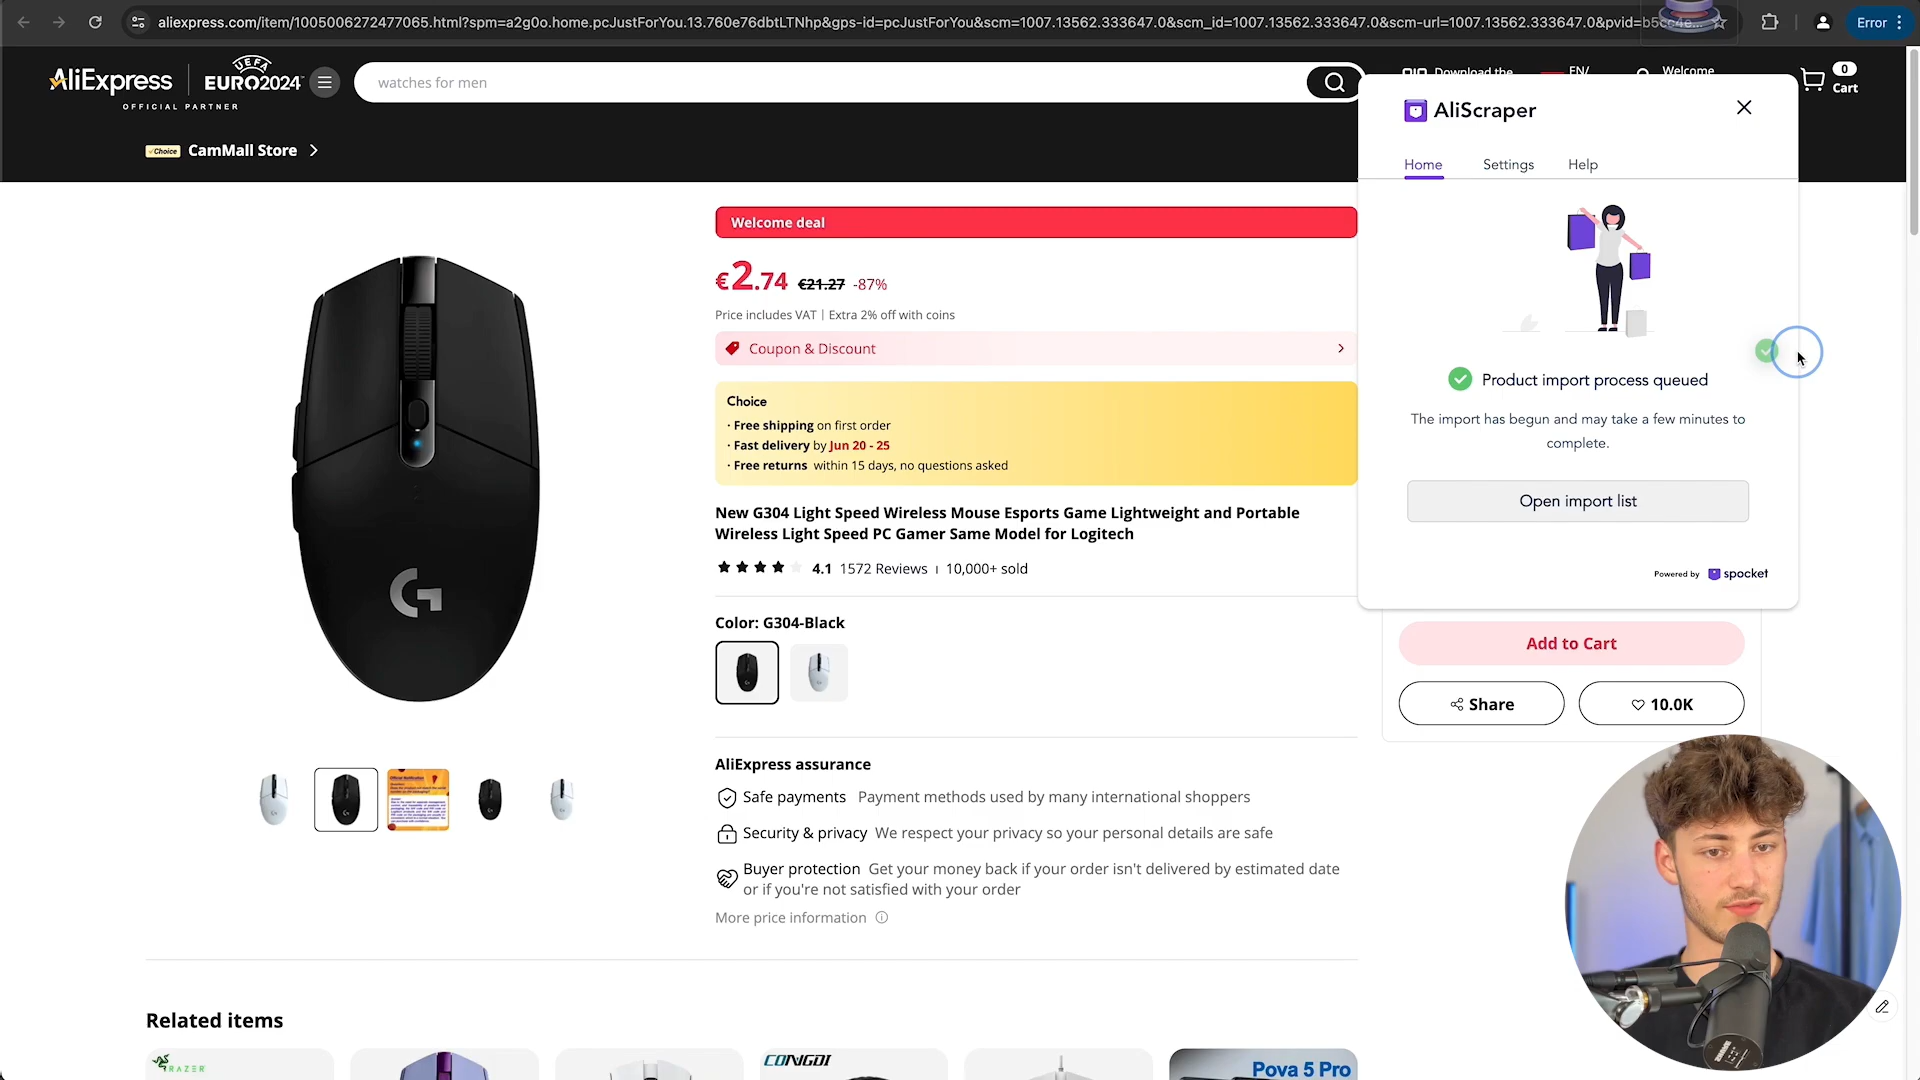 aliexpress.com/item/1005006272477065.html?spm=a2g0o.home.pcJustForYou.13.760e76dbtLTNhp&gps-id=pcJustForYou&scm=1007.13562.333647.0&scm_id=1007.13562.333647.0&scm-url=1007.13562.333647.0&pvid=b5cc4e...
Error
AliExpress
UEFA
EURO2024
OFFICIAL PARTNER
watches for men
Download the
EN/
Welcome
0
Cart
Choice
CamMall Store
AliScraper
Home
Settings
Help
Product import process queued
The import has begun and may take a few minutes to
complete.
Open import list
Powered by spocket
Welcome deal
€2.74 €21.27 -87%
Price includes VAT | Extra 2% off with coins
Coupon & Discount
Choice
· Free shipping on first order
· Fast delivery by Jun 20 - 25
· Free returns within 15 days, no questions asked
New G304 Light Speed Wireless Mouse Esports Game Lightweight and Portable
Wireless Light Speed PC Gamer Same Model for Logitech
4.1 1572 Reviews | 10,000+ sold
Color: G304-Black
Add to Cart
Share
10.0K
AliExpress assurance
Safe payments Payment methods used by many international shoppers
Security & privacy We respect your privacy so your personal details are safe
Buyer protection Get your money back if your order isn't delivered by estimated date
or if you're not satisfied with your order
More price information
Related items
RAZER
Pova 5 Pro